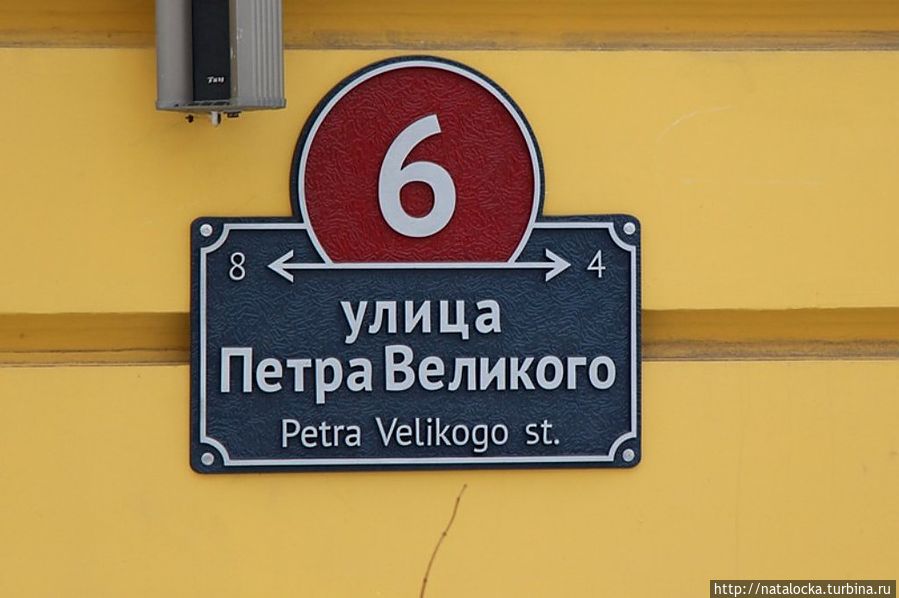 6
8 4
улица
Петра Великого
Petra Velikogo st.
http://natalocka.turbina.ru